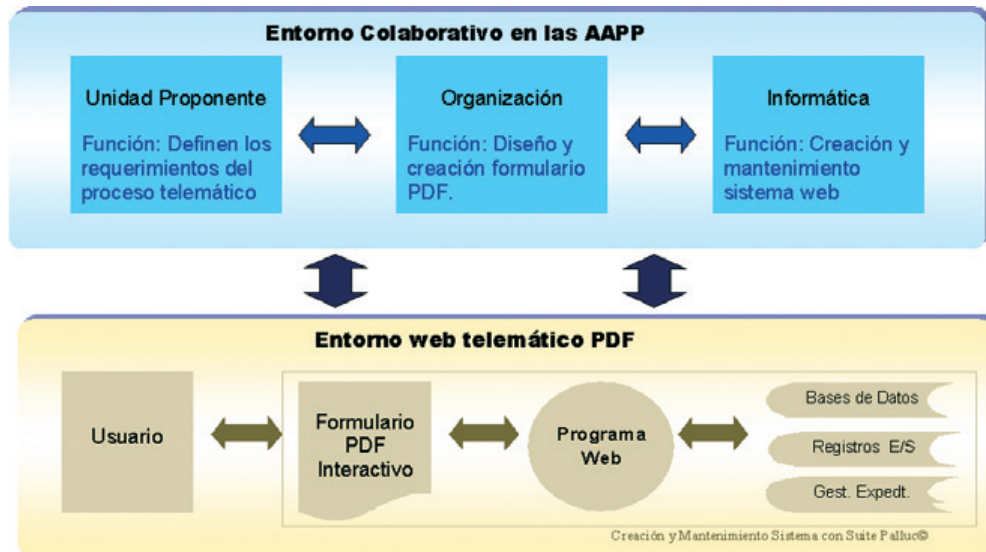 Entorno Colaborativo en las AAPP
Unidad Proponente
Función: Definen los
requerimientos del
proceso telemático
Organización
Función: Diseño y
creación formulario
PDF.
Informática
Función: Creación y
mantenimiento
sistema web
Entorno web telemático PDF
Usuario
Formulario
PDF
Interactivo
Programa
Web
Bases de Datos
Registros E/S
Gest. Expedt.
Creación y Mantenimiento Sistema con Suite Palluc©